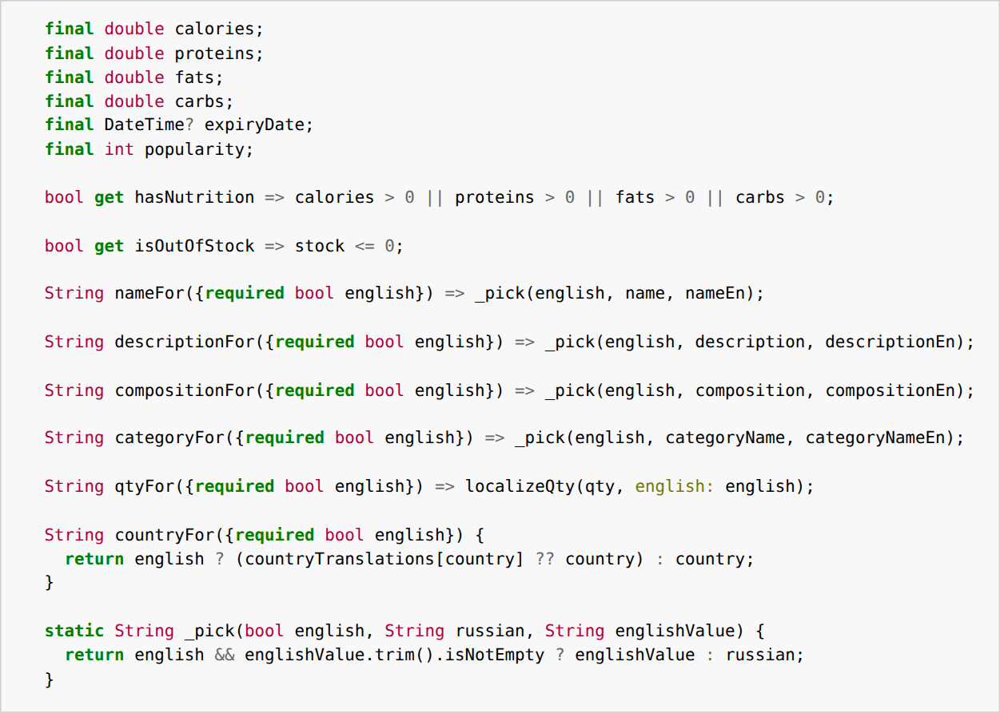 final double calories;
final double proteins;
final double fats;
final double carbs;
final DateTime? expiryDate;
final int popularity;
bool get hasNutrition => calories > 0 || proteins > 0 || fats > 0 || carbs > 0;
bool get isOutOfStock => stock <= 0;
String nameFor({required bool english}) => _pick(english, name, nameEn);
String descriptionFor({required bool english}) => _pick(english, description, descriptionEn);
String compositionFor({required bool english}) => _pick(english, composition, compositionEn);
String categoryFor({required bool english}) => _pick(english, categoryName, categoryNameEn);
String qtyFor({required bool english}) => localizeQty(qty, english: english);
String countryFor({required bool english}) {
  return english ? (countryTranslations[country] ?? country) : country;
}
static String _pick(bool english, String russian, String englishValue) {
  return english && englishValue.trim().isNotEmpty ? englishValue : russian;
}